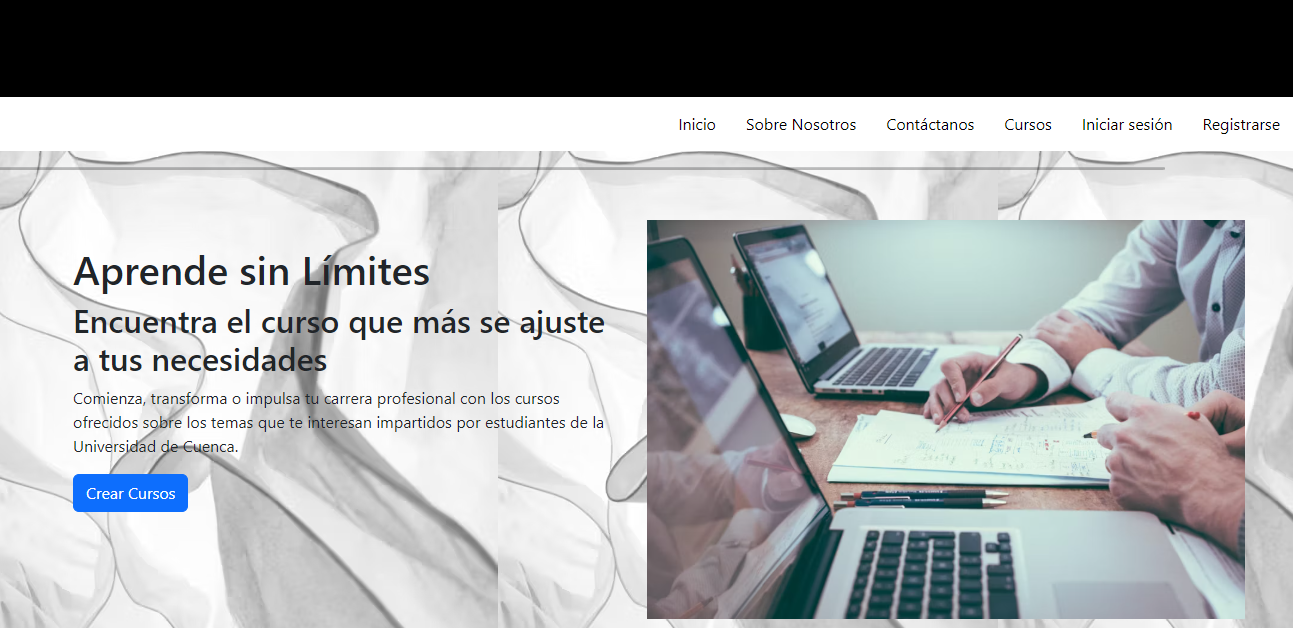 Inicio Sobre Nosotros Contáctanos Cursos Iniciar sesión Registrarse
Aprende sin Límites
Encuentra el curso que más se ajuste
a tus necesidades
Comienza, transforma o impulsa tu carrera profesional con los cursos
ofrecidos sobre los temas que te interesan impartidos por estudiantes de la
Universidad de Cuenca.
Crear Cursos